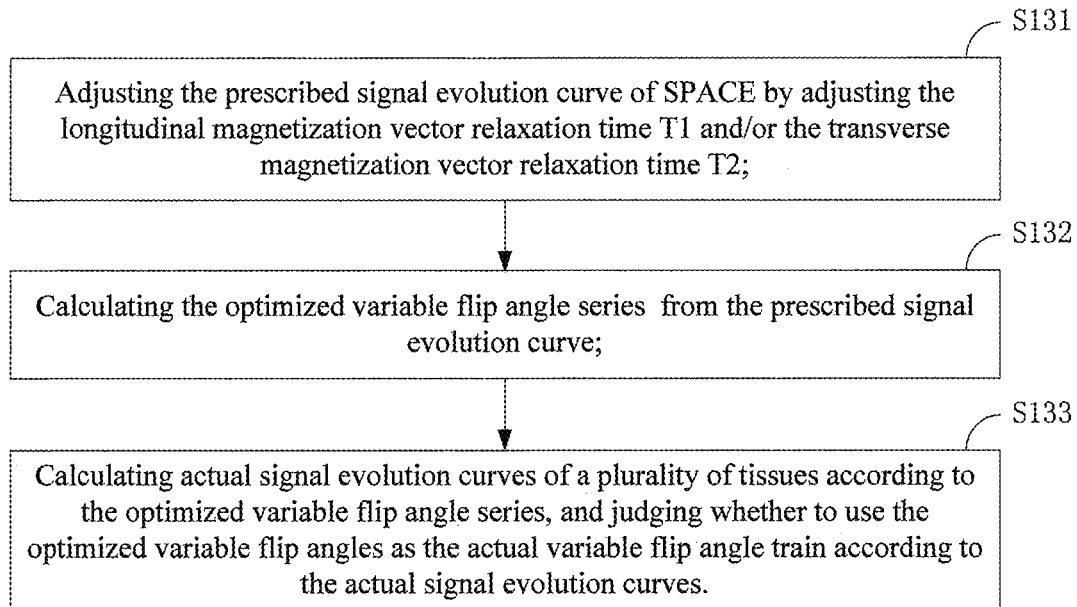 S131
Adjusting the prescribed signal evolution curve of SPACE by adjusting the
longitudinal magnetization vector relaxation time T1 and/or the transverse
magnetization vector relaxation time T2;
S132
Calculating the optimized variable flip angle series from the prescribed signal
evolution curve;
S133
Calculating actual signal evolution curves of a plurality of tissues according to
the optimized variable flip angle series, and judging whether to use the
optimized variable flip angles as the actual variable flip angle train according to
the actual signal evolution curves.